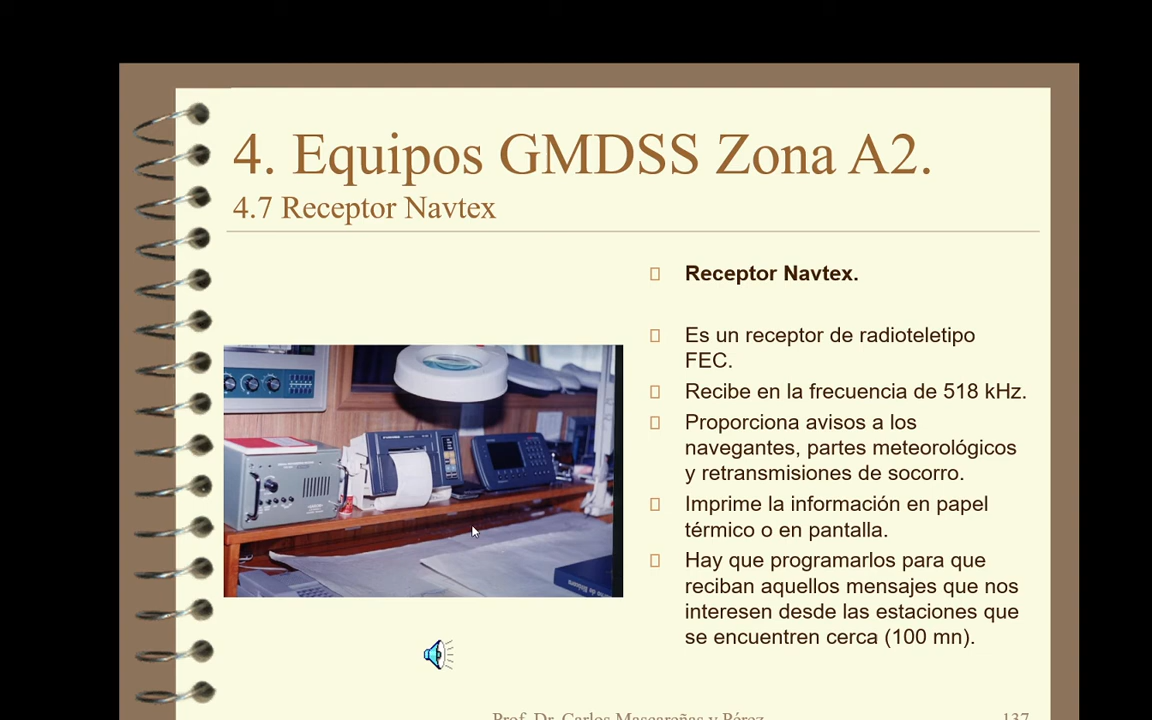 4. Equipos GMDSS Zona A2.
4.7 Receptor Navtex
Receptor Navtex.
Es un receptor de radioteletipo
FEC.
Recibe en la frecuencia de 518 kHz.
Proporciona avisos a los
navegantes, partes meteorológicos
y retransmisiones de socorro.
Imprime la información en papel
térmico o en pantalla.
Hay que programarlos para que
reciban aquellos mensajes que nos
interesen desde las estaciones que
se encuentren cerca (100 mn).
Prof. Dr. Carlos Mascareñas y Pérez
137